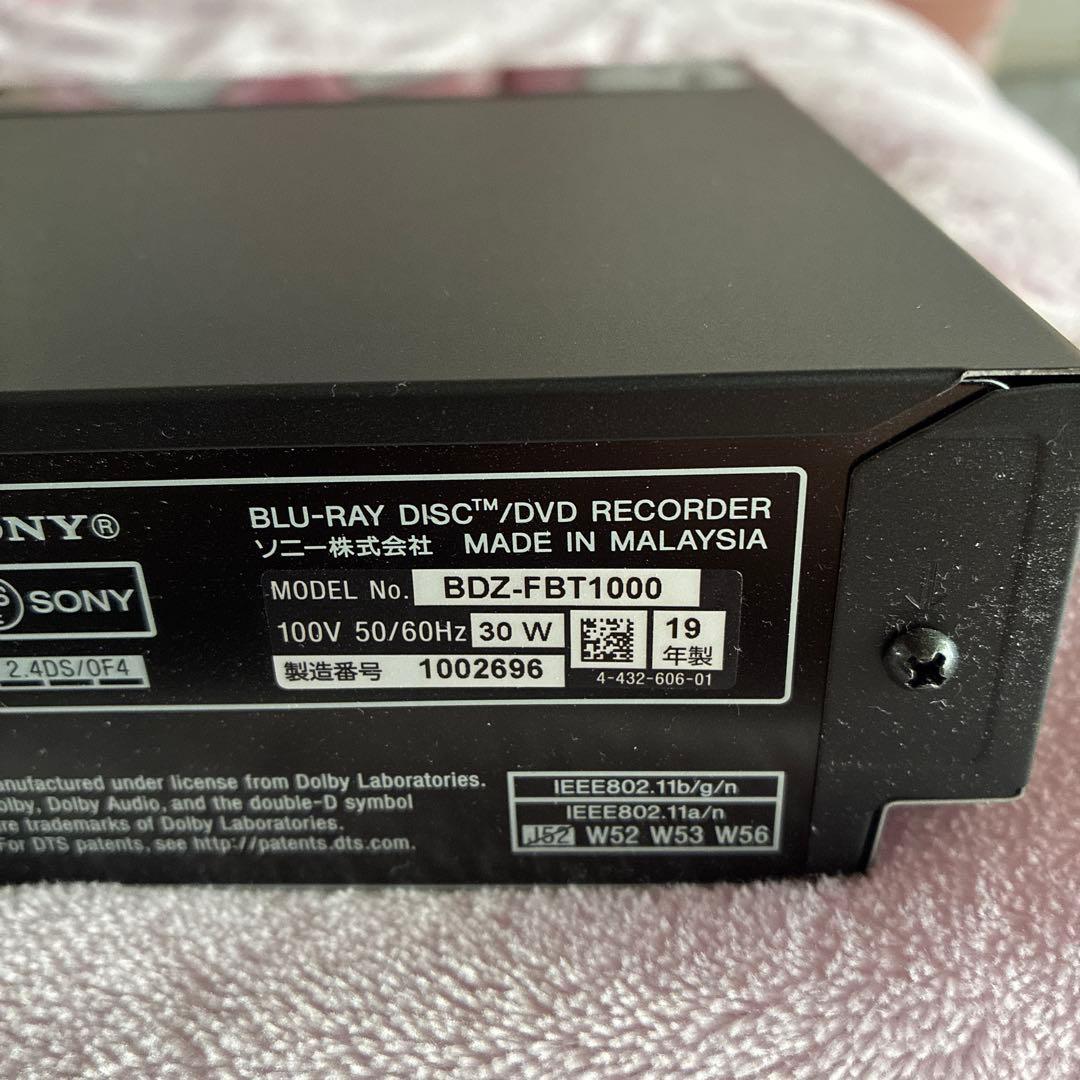 ONY®
SONY
2.4DS/OF4
BLU-RAY DISC™/DVD RECORDER
ソニー株式会社 MADE IN MALAYSIA
MODEL No. BDZ-FBT1000
100V 50/60Hz 30 W
19
年製
製造番号 1002696
4-432-606-01
anufactured under license from Dolby Laboratories.
olby, Dolby Audio, and the double-D symbol
re trademarks of Dolby Laboratories.
For DTS patents, see http://patents.dts.com.
IEEE802.11b/g/n
IEEE802.11a/n
J52 W52 W53 W56